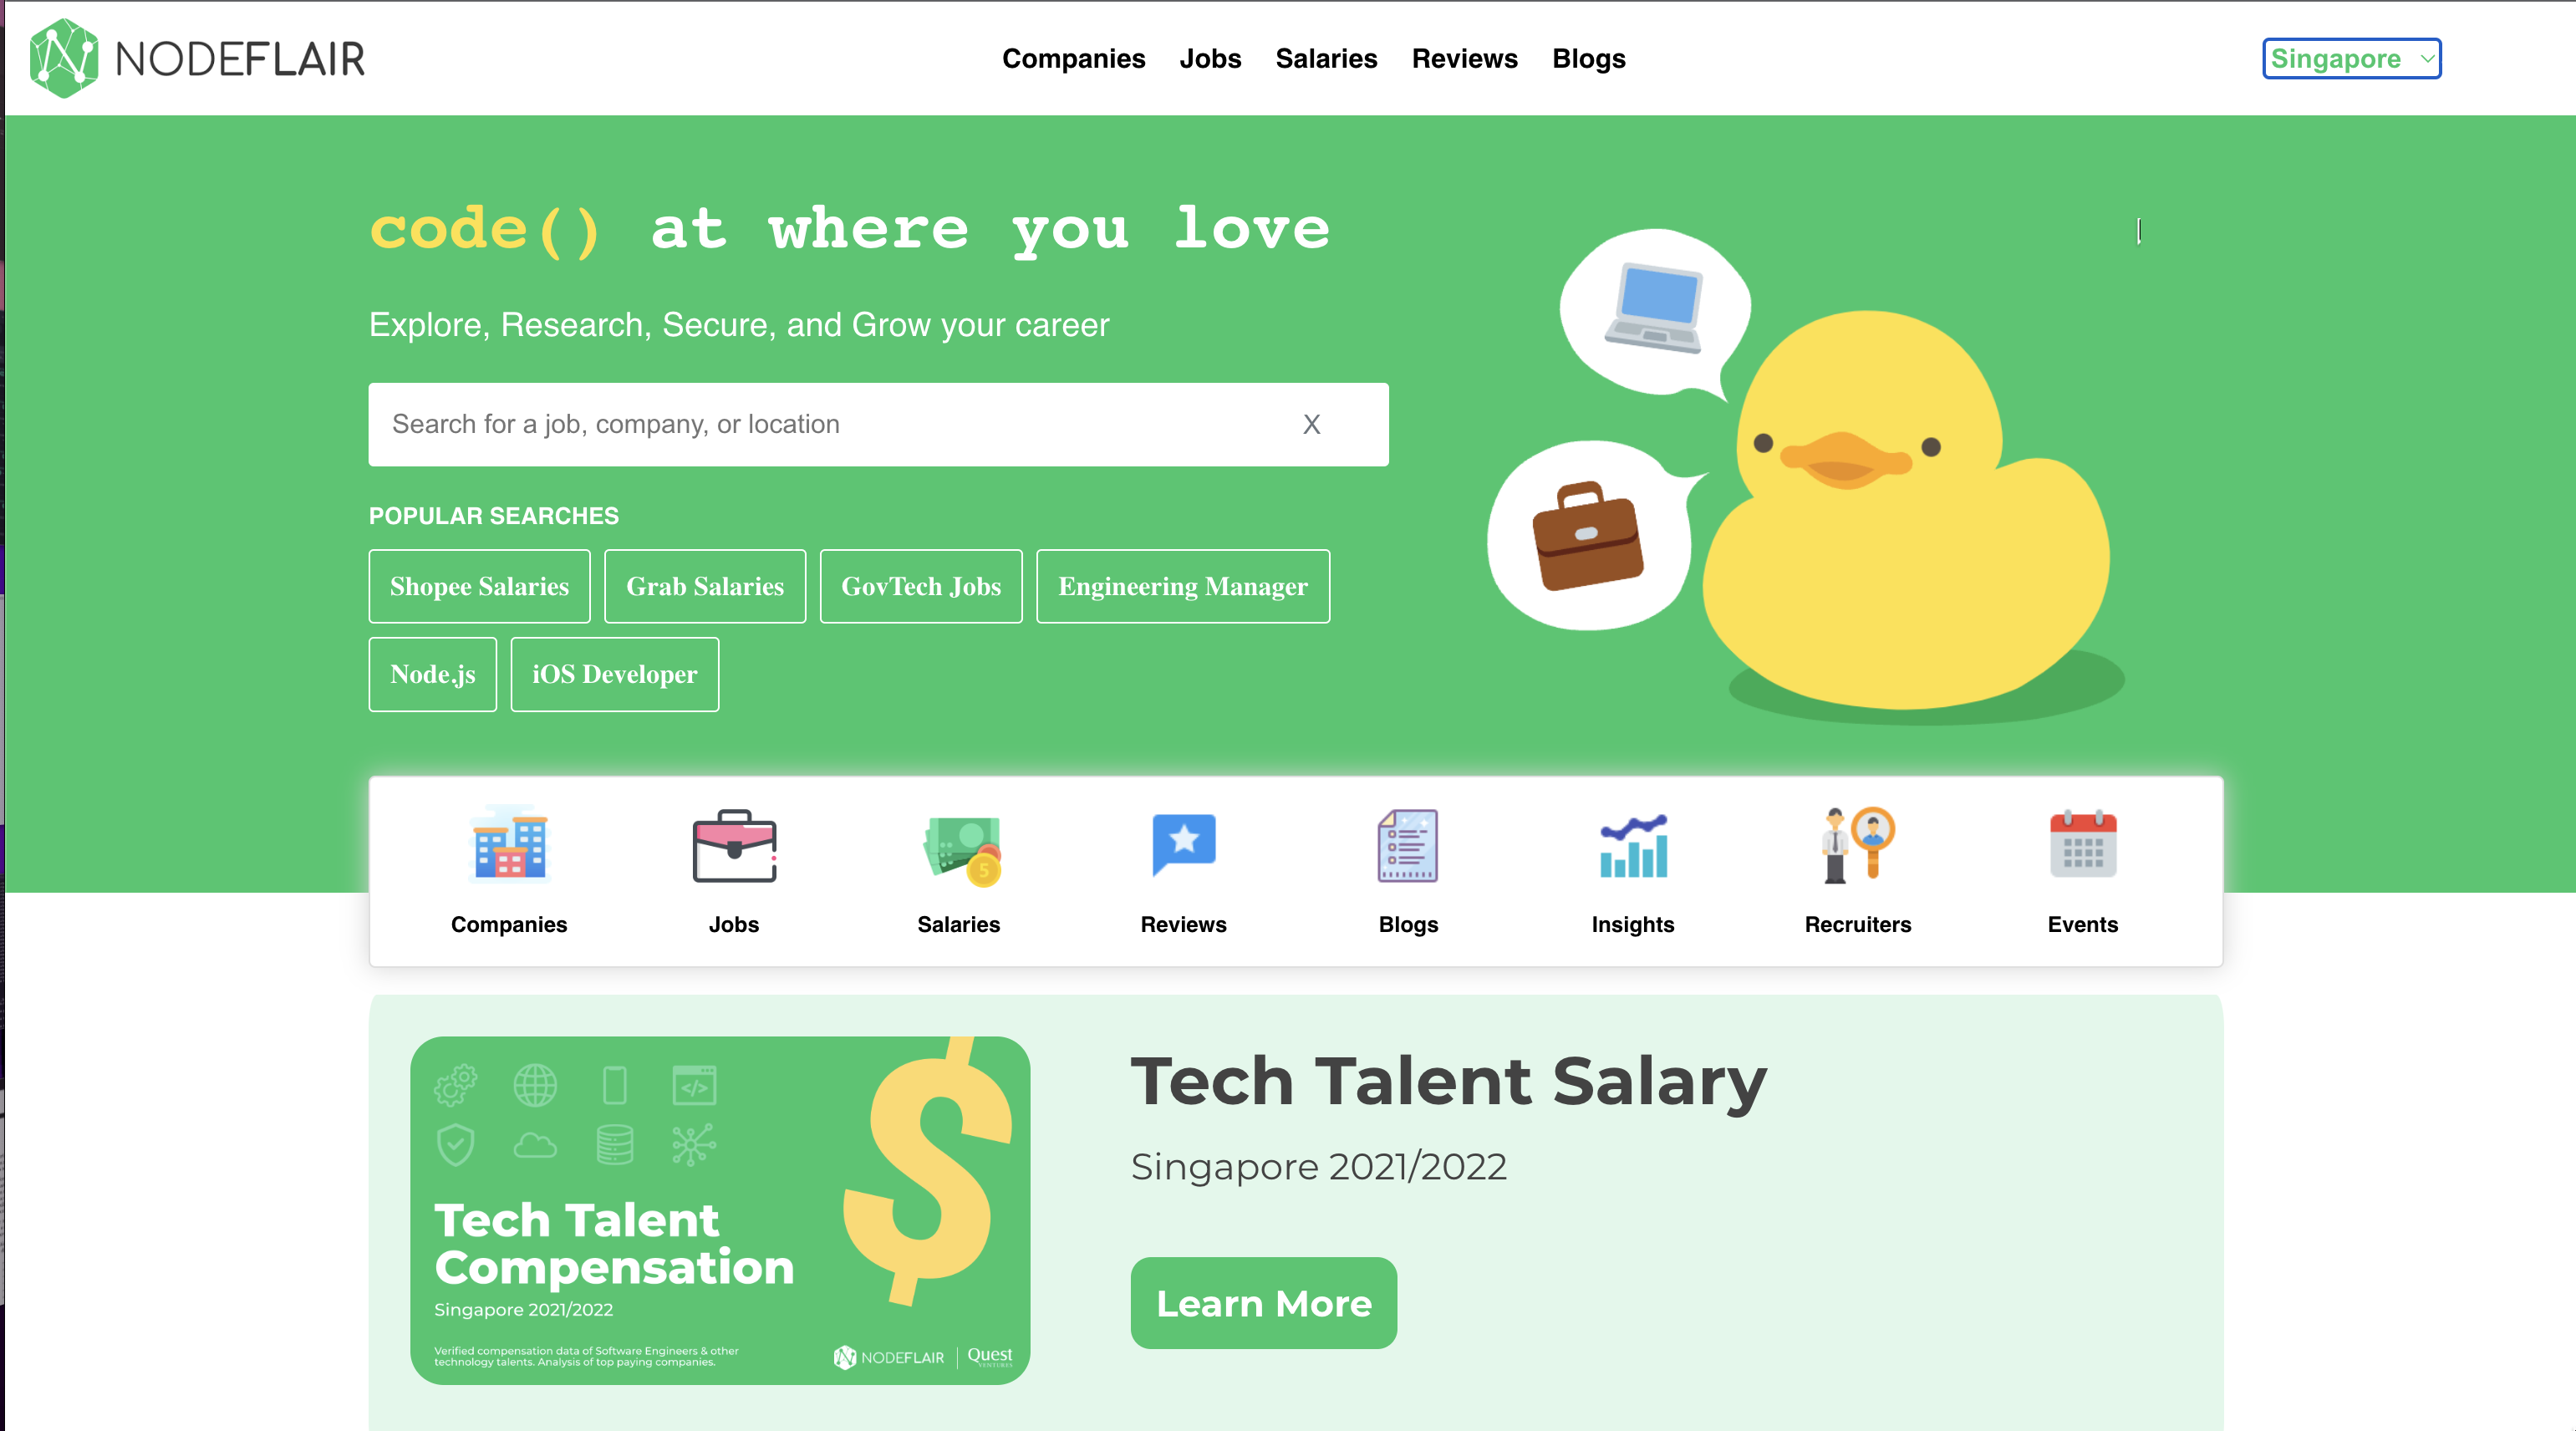 NODEFLAIR
Companies Jobs Salaries Reviews Blogs
Singapore
code() at where you love
Explore, Research, Secure, and Grow your career
Search for a job, company, or location X
POPULAR SEARCHES
Shopee Salaries Grab Salaries GovTech Jobs Engineering Manager
Node.js iOS Developer
5
Companies Jobs Salaries Reviews Blogs Insights Recruiters Events
</>
$
Tech Talent
Compensation
Singapore 2021/2022
Verified compensation data of Software Engineers & other
technology talents. Analysis of top paying companies.
NODEFLAIR Quest
VENTURES
Tech Talent Salary
Singapore 2021/2022
Learn More